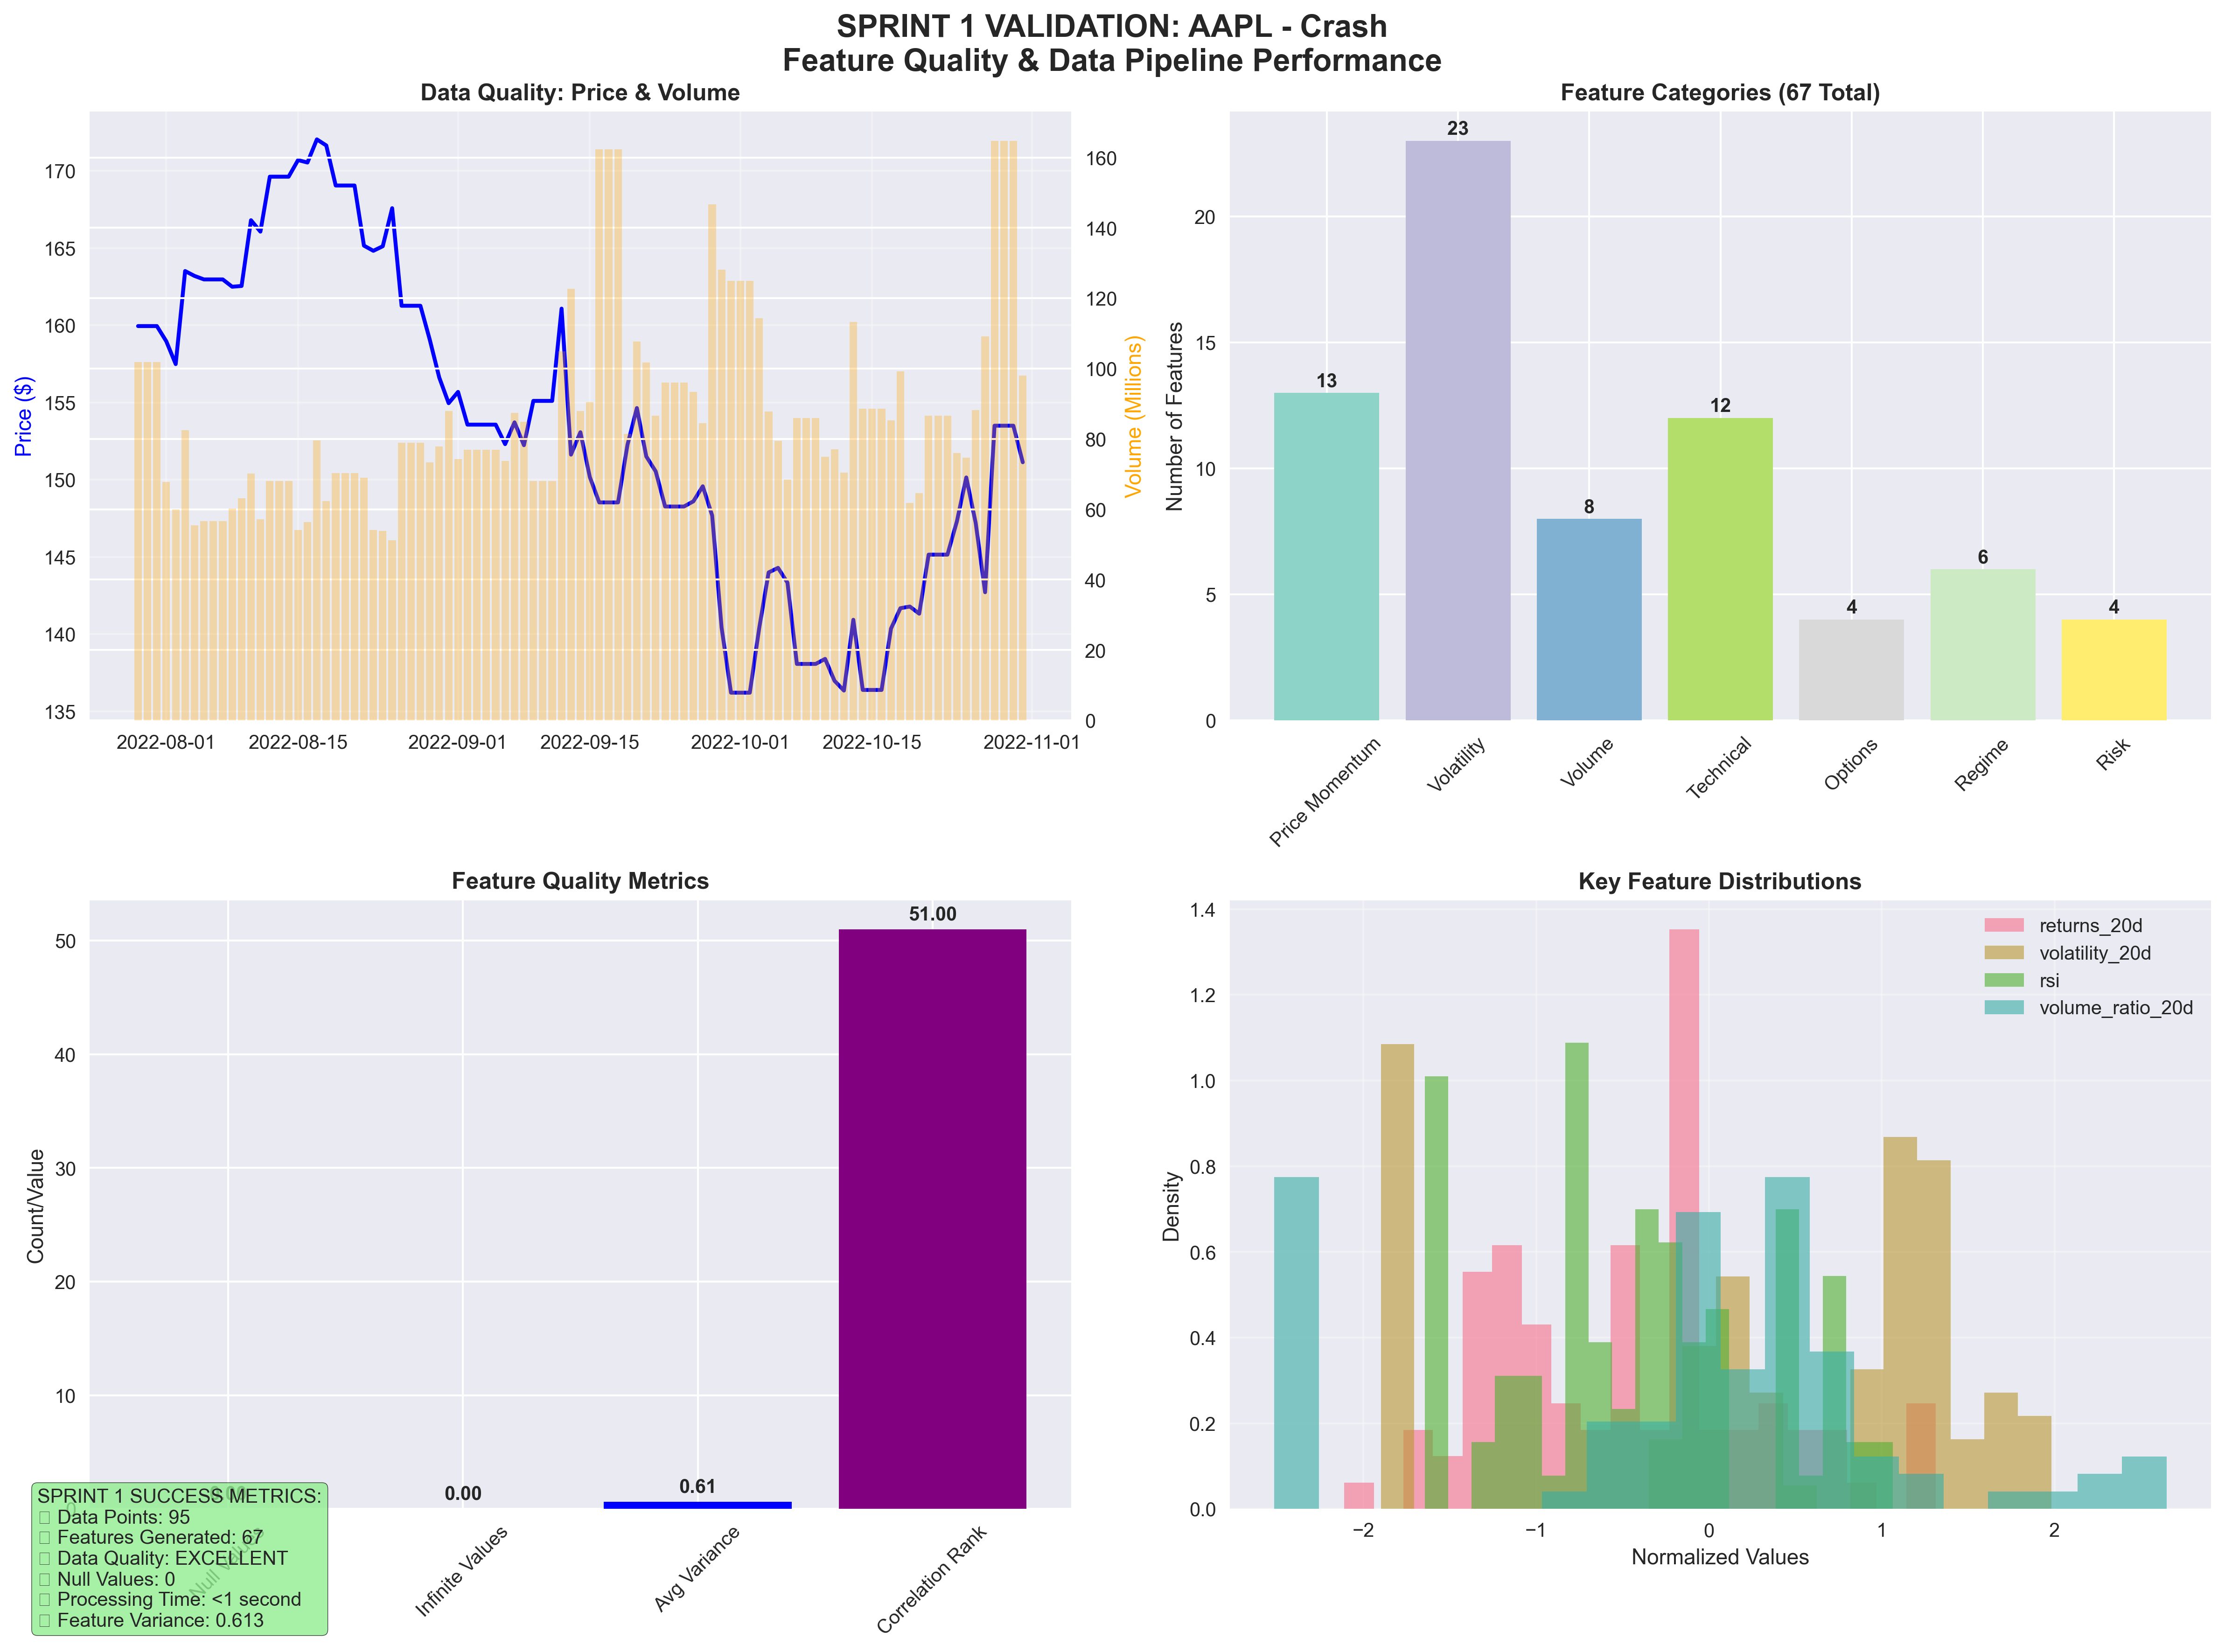 SPRINT 1 VALIDATION: AAPL - Crash
Feature Quality & Data Pipeline Performance
Data Quality: Price & Volume
Price ($)
170
165
160
155
150
145
140
135
160
140
120
100
80
60
40
20
0
Volume (Millions)
2022-08-01
2022-08-15
2022-09-01
2022-09-15
2022-10-01
2022-10-15
2022-11-01
Feature Categories (67 Total)
Number of Features
20
15
10
5
0
23
13
8
12
4
6
4
Price Momentum
Volatility
Volume
Technical
Options
Regime
Risk
Feature Quality Metrics
Count/Value
50
40
30
20
10
0
0.00
0.00
0.61
51.00
Null Values
Infinite Values
Avg Variance
Correlation Rank
SPRINT 1 SUCCESS METRICS:
Data Points: 95
Features Generated: 67
Data Quality: EXCELLENT
Null Values: 0
Processing Time: <1 second
Feature Variance: 0.613
Key Feature Distributions
Density
1.4
1.2
1.0
0.8
0.6
0.4
0.2
0.0
returns_20d
volatility_20d
rsi
volume_ratio_20d
−2
−1
0
1
2
Normalized Values